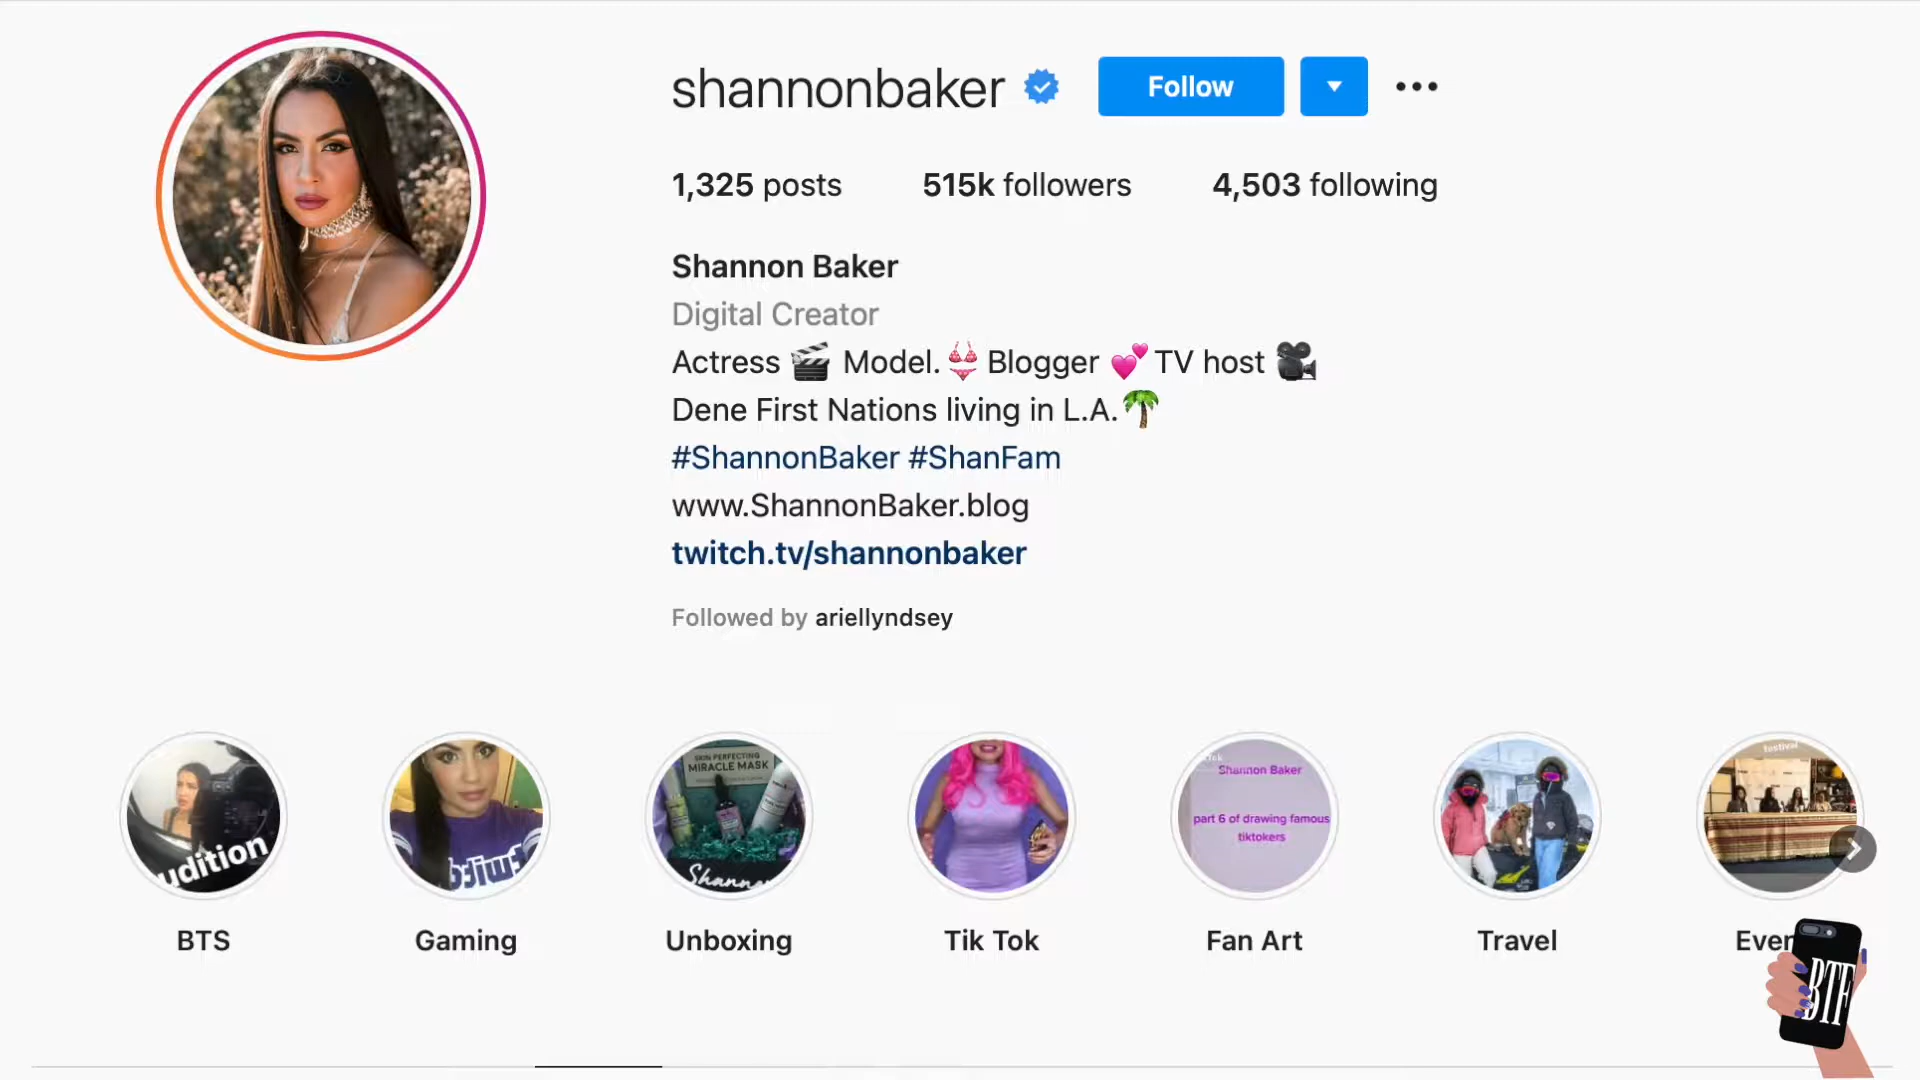 shannonbaker
Follow
1,325 posts 515k followers 4,503 following
Shannon Baker
Digital Creator
Actress 🎬 Model.👙 Blogger 💕 TV host 🎥
Dene First Nations living in L.A.🌴
#ShannonBaker #ShanFam
www.ShannonBaker.blog
twitch.tv/shannonbaker
Followed by ariellyndsey
udition
SKIN PERFECTING
MIRACLE MASK
Shanno
Shannon Baker
part 6 of drawing famous
tiktokers
festival
BTS
Gaming
Unboxing
Tik Tok
Fan Art
Travel
Even
BTF